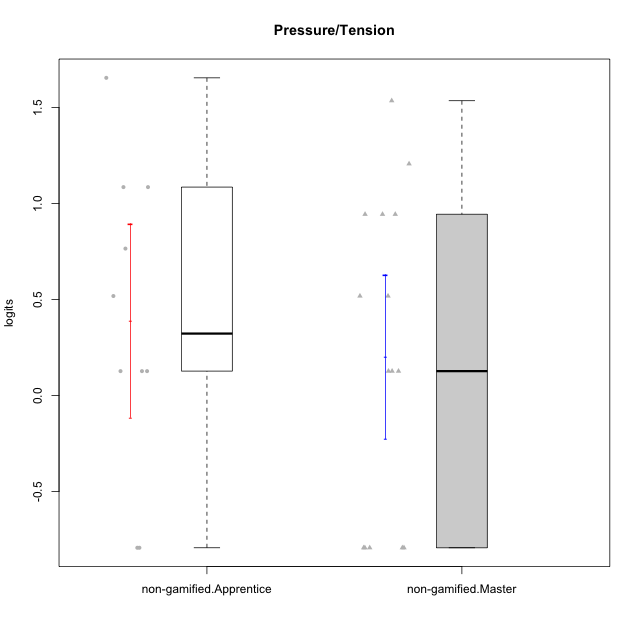 Pressure/Tension
logits
1.5
1.0
0.5
0.0
-0.5
non-gamified.Apprentice
non-gamified.Master